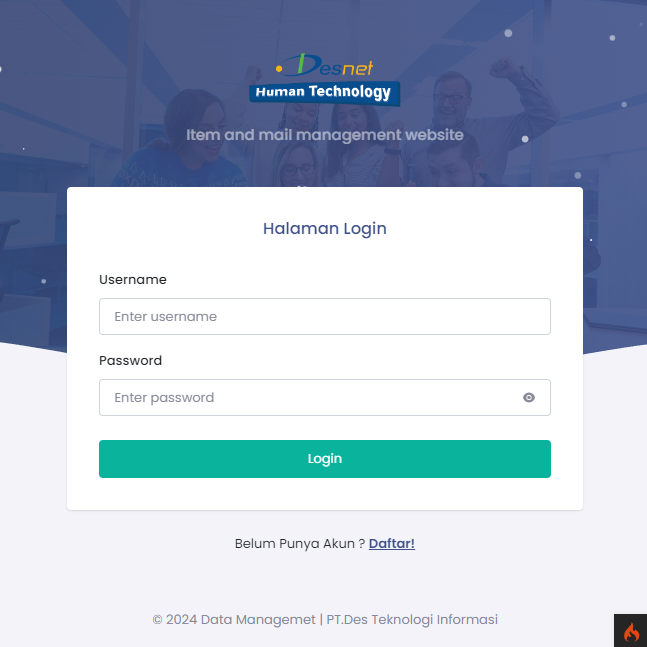 Desnet
Human Technology
Item and mail management website
Halaman Login
Username
Enter username
Password
Enter password
Login
Belum Punya Akun ? Daftar!
© 2024 Data Managemet | PT.Des Teknologi Informasi